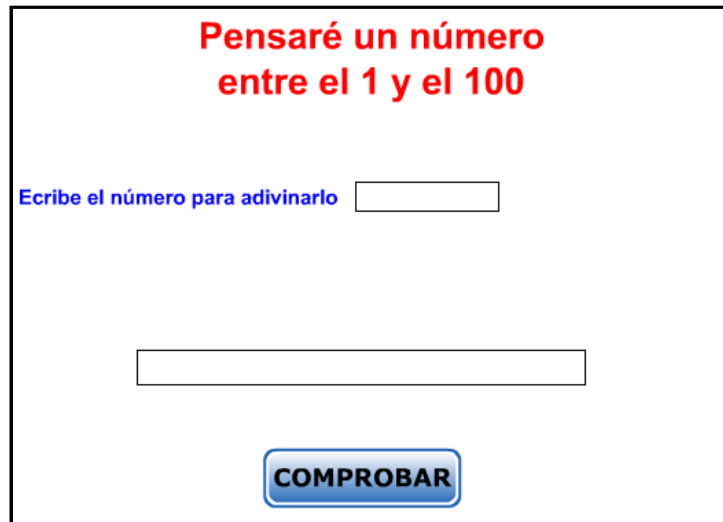 Pensaré un número
entre el 1 y el 100
Ecribe el número para adivinarlo
COMPROBAR